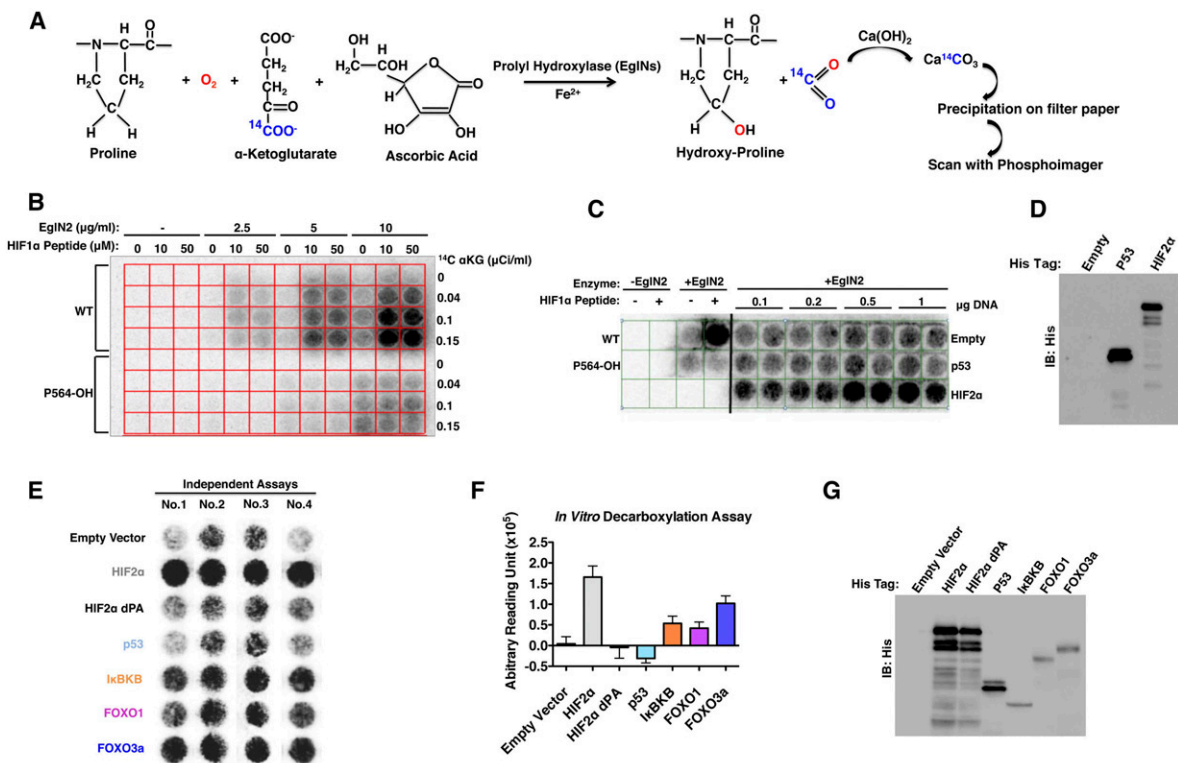 A
H O
N C C
CH₂ CH₂
C
H H
Proline
+ O₂ +
COO⁻
CH₂
CH₂
C=O
¹⁴COO⁻
α-Ketoglutarate
+
OH
C CHOH
H₂
O O
HO OH
Ascorbic Acid
Prolyl Hydroxylase (EglNs)
Fe²⁺
H O
N C C
CH₂ CH₂
C
H OH
Hydroxy-Proline
+
¹⁴C O
O
Ca(OH)₂
Ca¹⁴CO₃
Precipitation on filter paper
Scan with Phosphoimager
B
EglN2 (μg/ml): - 2.5 5 10
HIF1α Peptide (μM): 0 10 50 0 10 50 0 10 50 0 10 50
¹⁴C αKG (μCi/ml)
WT
0
0.04
0.1
0.15
P564-OH
0
0.04
0.1
0.15
C
Enzyme: -EglN2 +EglN2 +EglN2
HIF1α Peptide: - + - + 0.1 0.2 0.5 1 μg DNA
WT Empty
P564-OH p53
HIF2α
D
His Tag: Empty P53 HIF2α
IB: His
E
Independent Assays
No.1 No.2 No.3 No.4
Empty Vector
HIF2α
HIF2α dPA
p53
IκBKB
FOXO1
FOXO3a
F
In Vitro Decarboxylation Assay
Abitrary Reading Unit (x10⁵)
2.5
2.0
1.5
1.0
0.5
0.0
-0.5
Empty Vector HIF2α HIF2α dPA p53 IκBKB FOXO1 FOXO3a
G
His Tag: Empty Vector HIF2α HIF2α dPA P53 IκBKB FOXO1 FOXO3a
IB: His